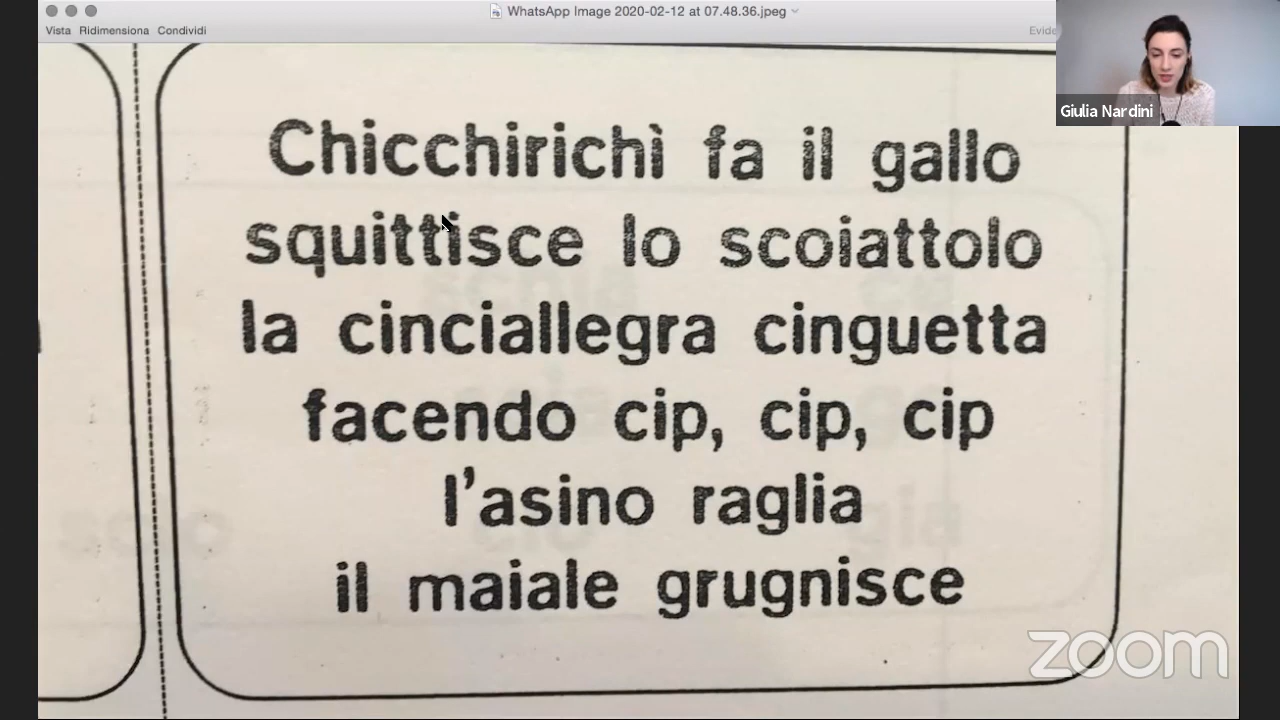 WhatsApp Image 2020-02-12 at 07.48.36.jpeg
Vista Ridimensiona Condividi
Giulia Nardini
Chicchirichì fa il gallo
squittisce lo scoiattolo
la cinciallegra cinguetta
facendo cip, cip, cip
l'asino raglia
il maiale grugnisce
zoom